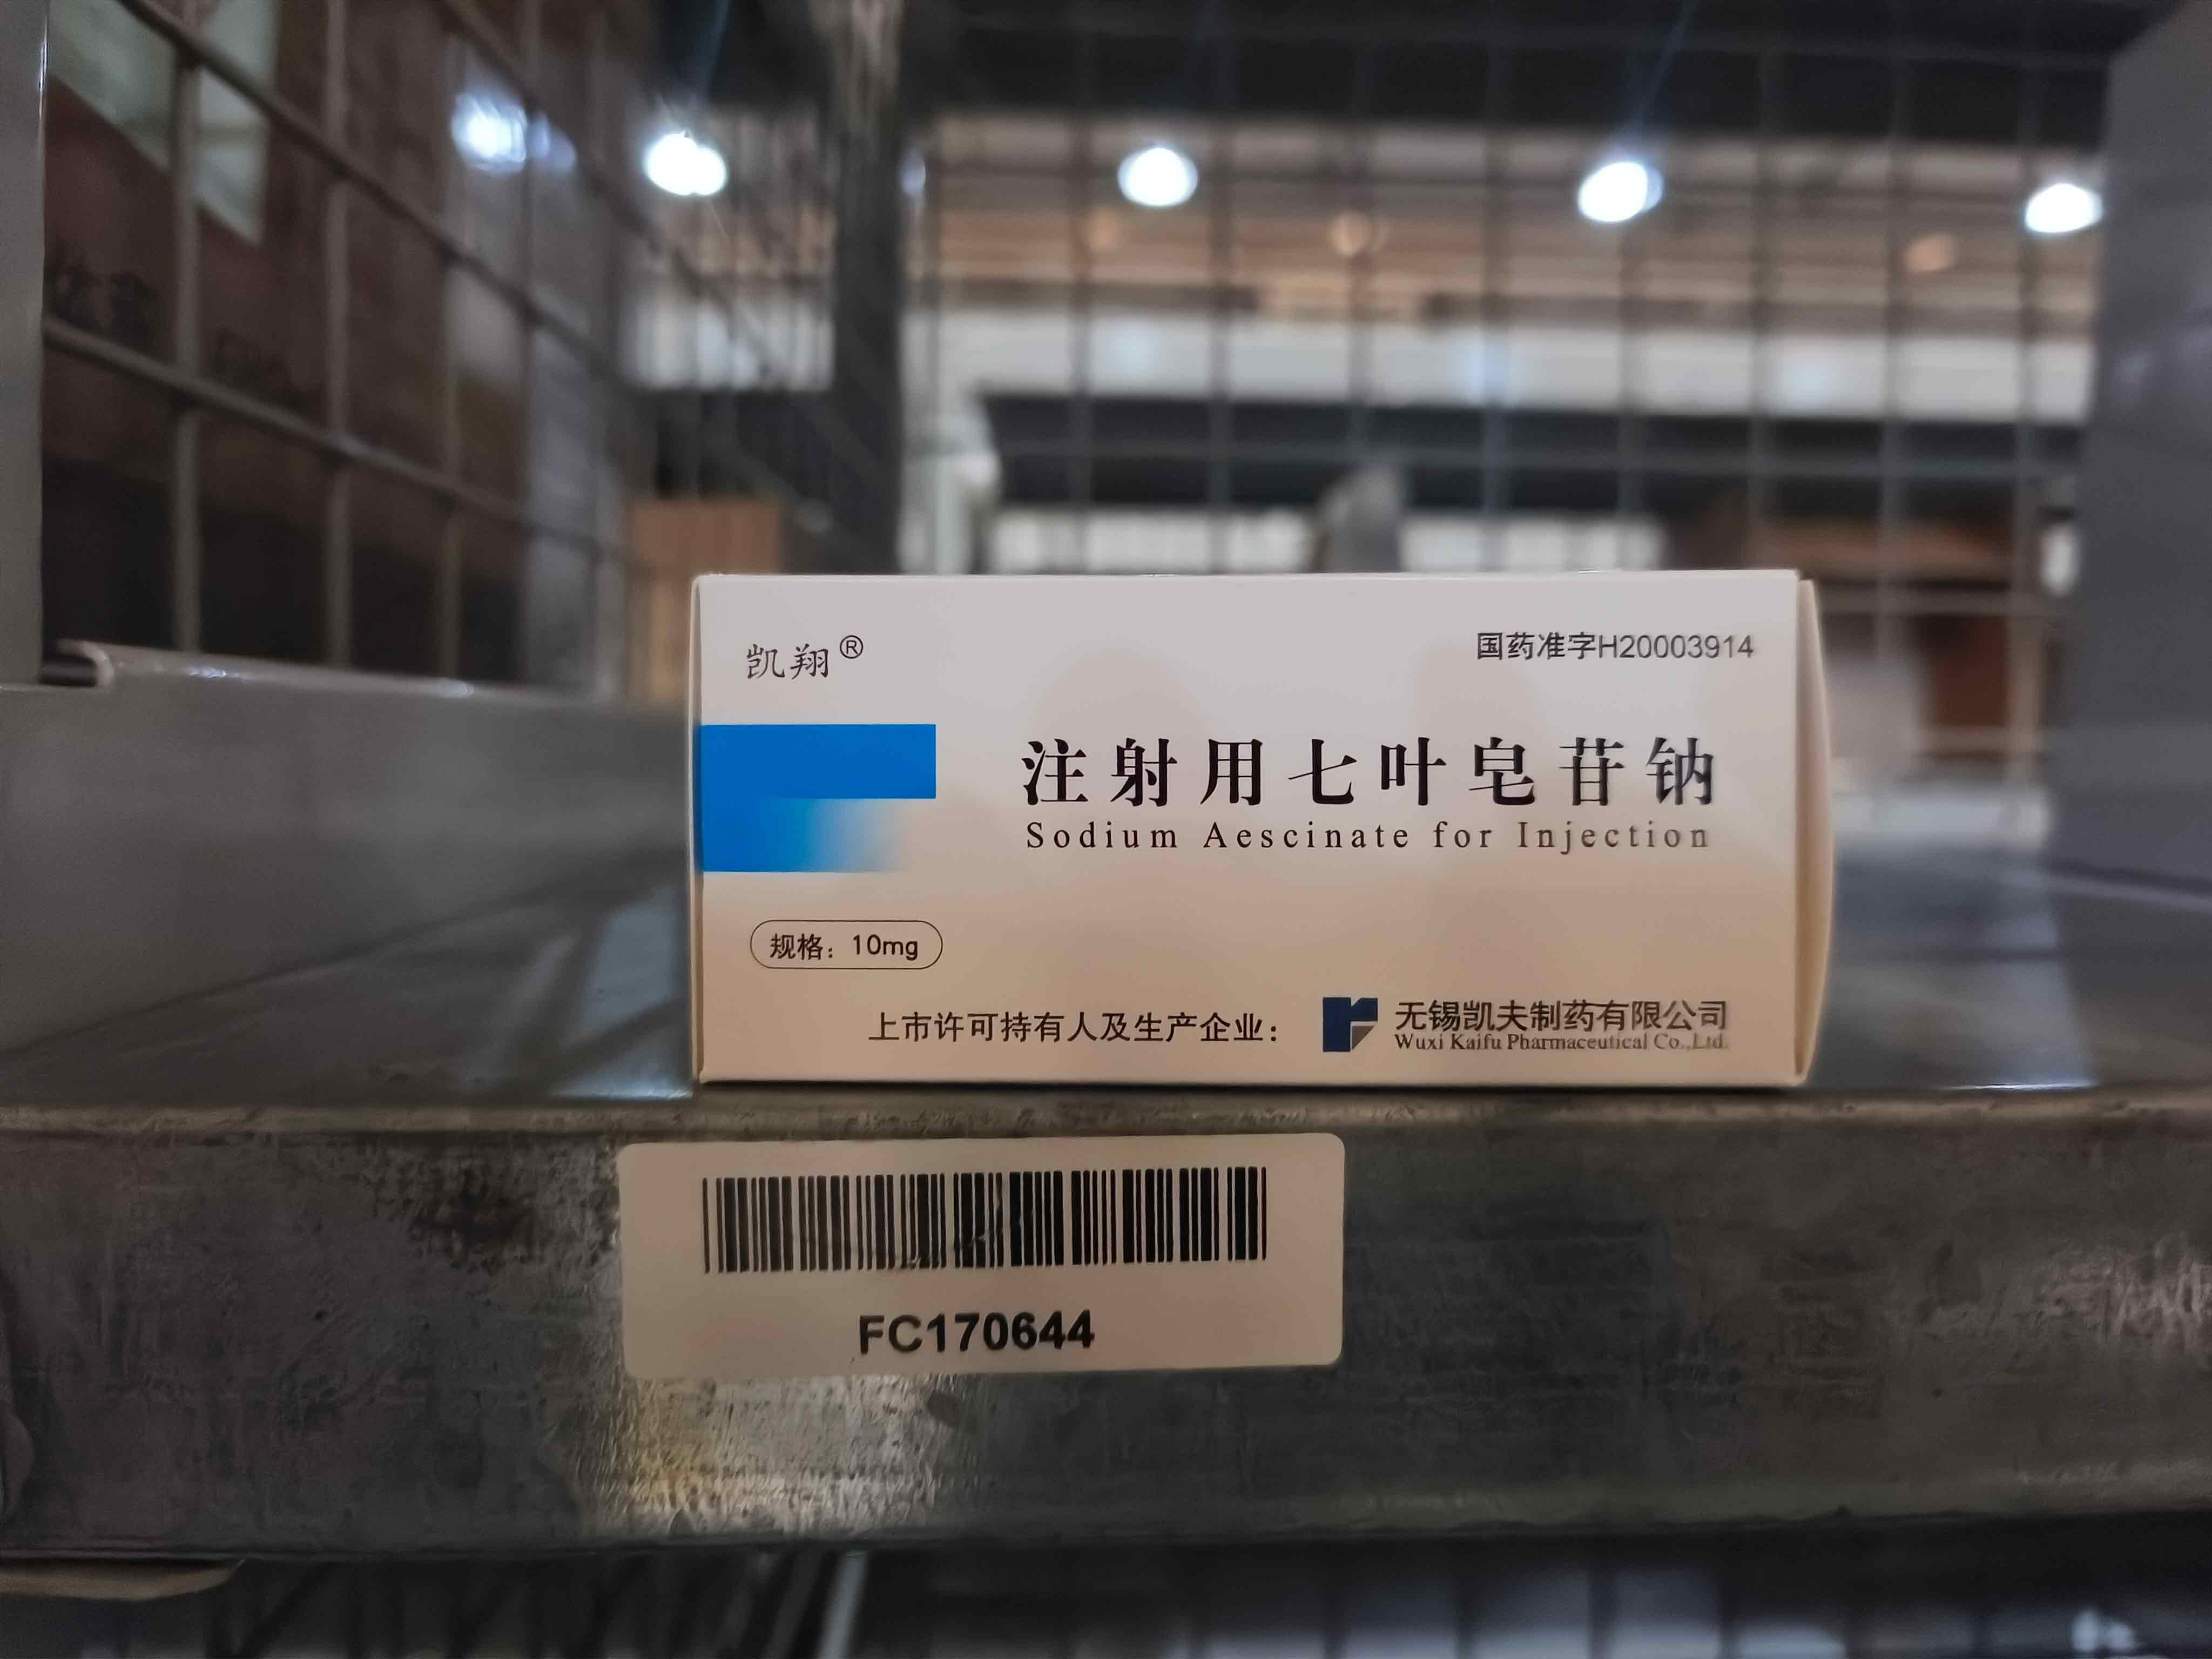 凯翔®
国药准字H20003914
注射用七叶皂苷钠
Sodium Aescinate for Injection
规格：10mg
上市许可持有人及生产企业：
无锡凯夫制药有限公司
Wuxi Kaifu Pharmaceutical Co.,Ltd.
FC170644